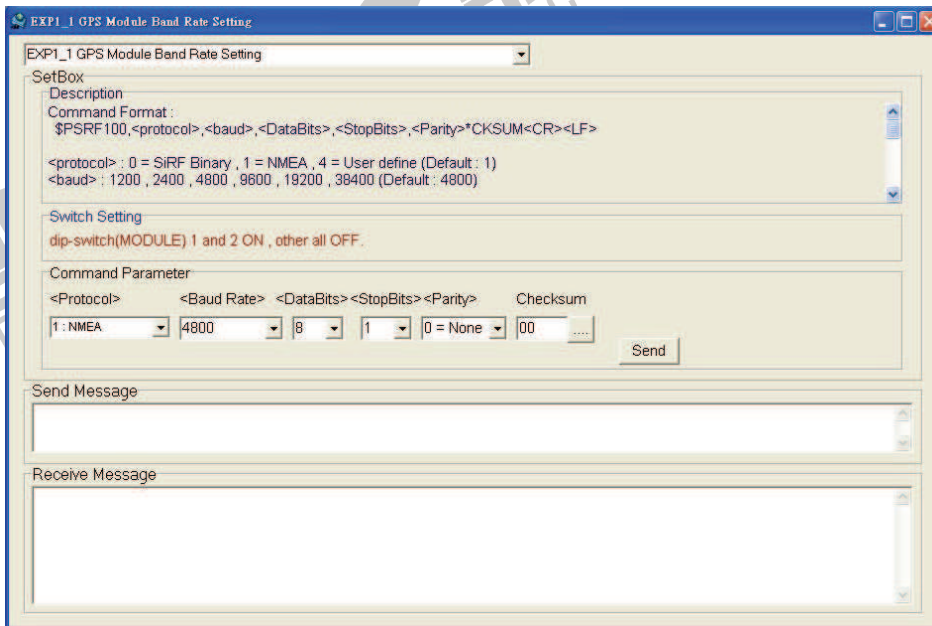 EXP1_1 GPS Module Band Rate Setting
EXP1_1 GPS Module Band Rate Setting
SetBox
Description
Command Format :
$PSRF100,<protocol>,<baud>,<DataBits>,<StopBits>,<Parity>*CKSUM<CR><LF>
<protocol> : 0 = SiRF Binary , 1 = NMEA , 4 = User define (Default : 1)
<baud> : 1200 , 2400 , 4800 , 9600 , 19200 , 38400 (Default : 4800)
Switch Setting
dip-switch(MODULE) 1 and 2 ON , other all OFF.
Command Parameter
<Protocol> <Baud Rate> <DataBits> <StopBits> <Parity> Checksum
1 : NMEA 4800 8 1 0 = None 00 ....
Send
Send Message
Receive Message